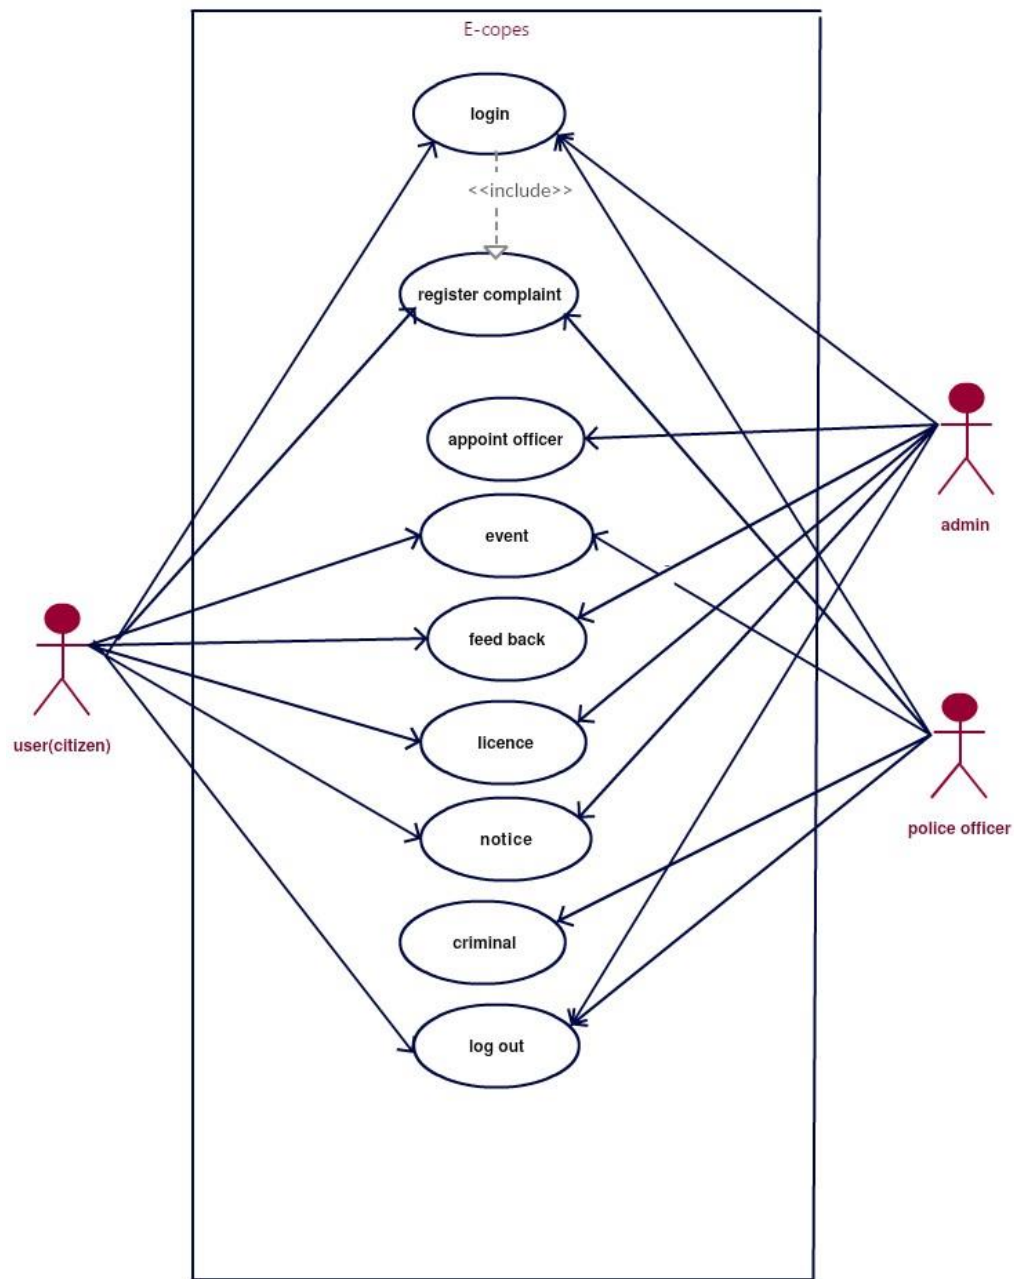 E-copes
login
<<include>>
register complaint
appoint officer
admin
event
feed back
user(citizen)
licence
police officer
notice
criminal
log out